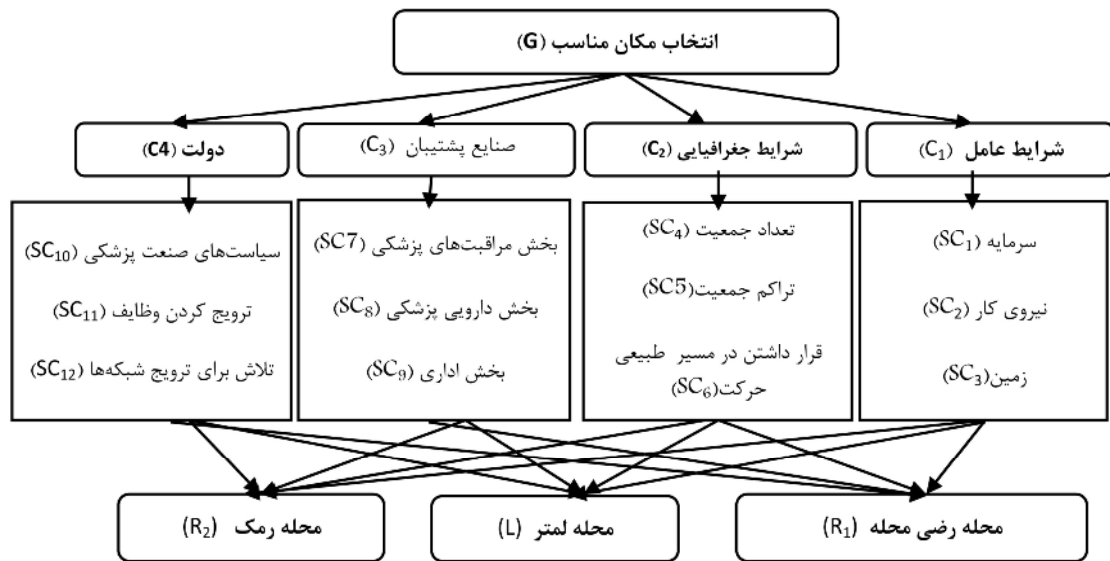 انتخاب مکان مناسب (G)
شرایط عامل (C₁)
شرایط جغرافیایی (C₂)
صنایع پشتیبان (C₃)
دولت (C4)
سرمایه (SC₁)
نیروی کار (SC₂)
زمین(SC₃)
تعداد جمعیت (SC₄)
تراکم جمعیت(SC5)
قرار داشتن در مسیر طبیعی
حرکت(SC₆)
بخش مراقبت‌های پزشکی (SC7)
بخش دارویی پزشکی (SC₈)
بخش اداری (SC₉)
سیاست‌های صنعت پزشکی (SC₁₀)
ترویج کردن وظایف (SC₁₁)
تلاش برای ترویج شبکه‌ها (SC₁₂)
محله رضی محله (R₁)
محله لمتر (L)
محله رمک (R₂)